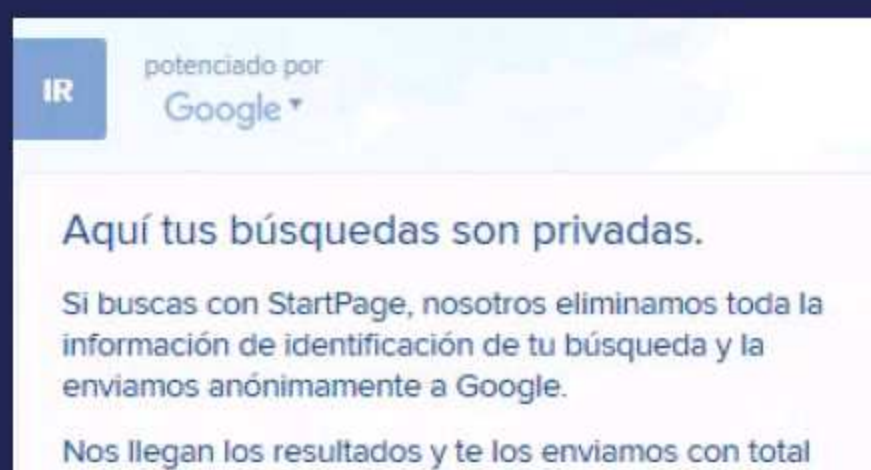 IR
potenciado por
Google
Aquí tus búsquedas son privadas.
Si buscas con StartPage, nosotros eliminamos toda la
información de identificación de tu búsqueda y la
enviamos anónimamente a Google.
Nos llegan los resultados y te los enviamos con total